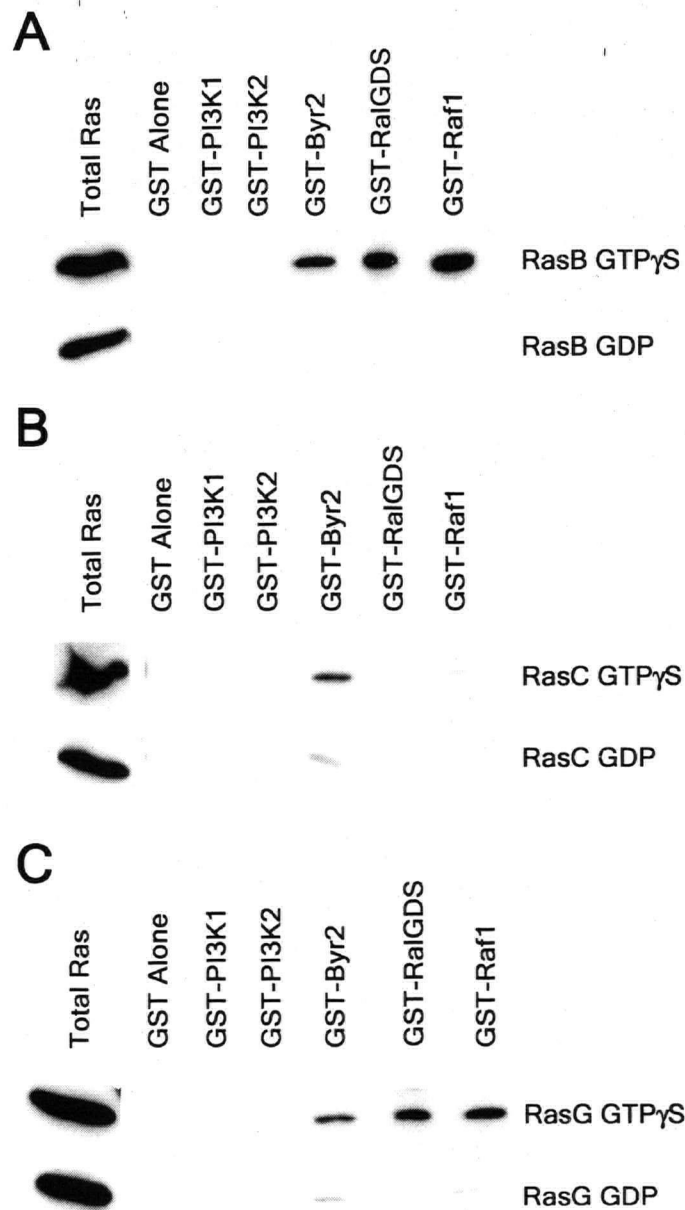 A
Total Ras
GST Alone
GST-PI3K1
GST-PI3K2
GST-Byr2
GST-RalGDS
GST-Raf1
RasB GTPγS
RasB GDP
B
Total Ras
GST Alone
GST-PI3K1
GST-PI3K2
GST-Byr2
GST-RalGDS
GST-Raf1
RasC GTPγS
RasC GDP
C
Total Ras
GST Alone
GST-PI3K1
GST-PI3K2
GST-Byr2
GST-RalGDS
GST-Raf1
RasG GTPγS
RasG GDP